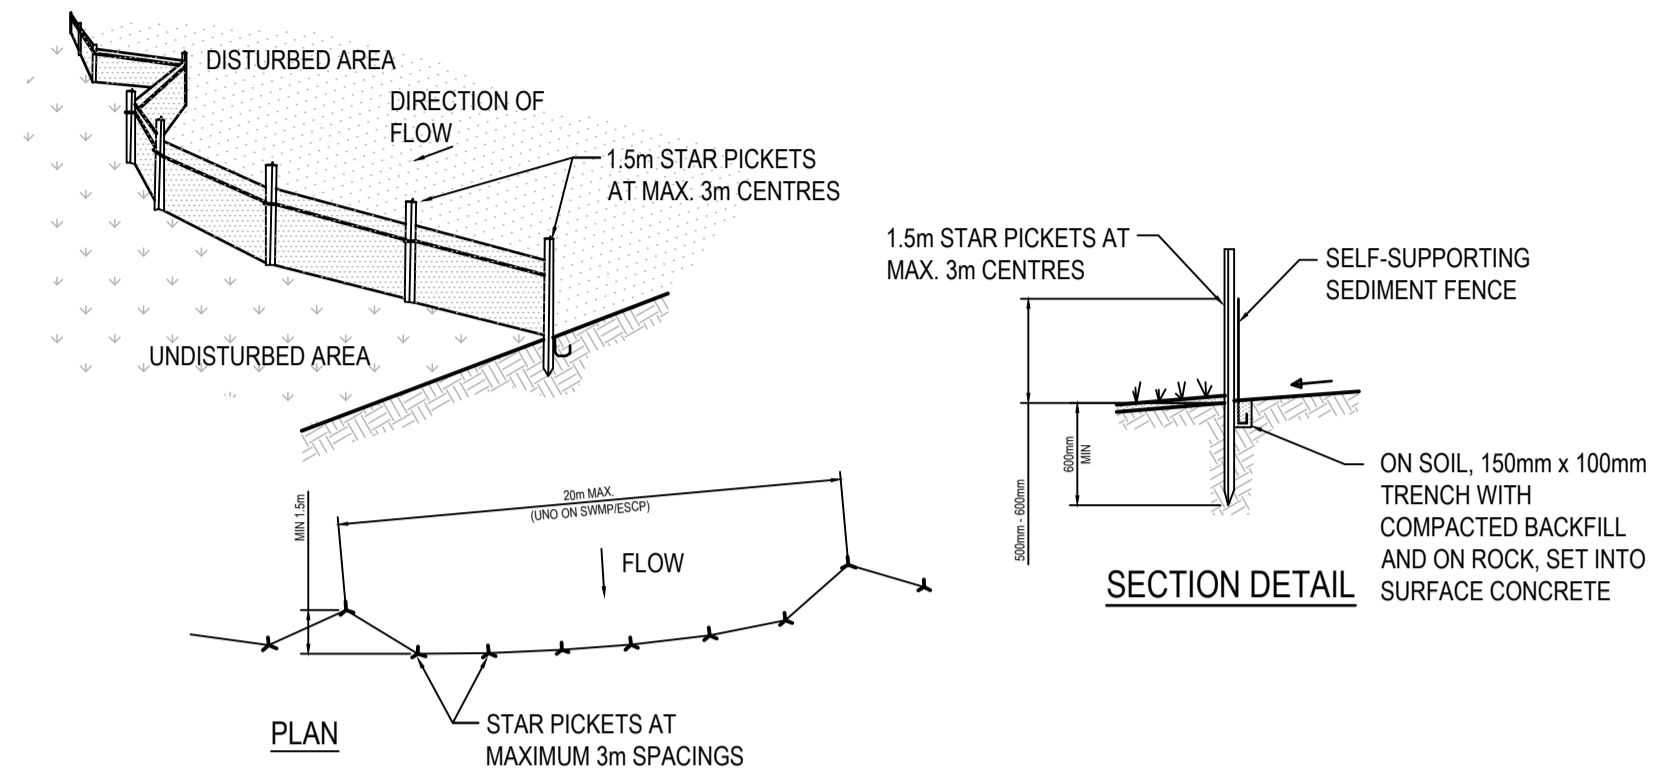 DISTURBED AREA
DIRECTION OF
FLOW
1.5m STAR PICKETS
AT MAX. 3m CENTRES
UNDISTURBED AREA
1.5m STAR PICKETS AT
MAX. 3m CENTRES
SELF-SUPPORTING
SEDIMENT FENCE
600mm
MIN
500mm - 600mm
ON SOIL, 150mm x 100mm
TRENCH WITH
COMPACTED BACKFILL
AND ON ROCK, SET INTO
SURFACE CONCRETE
SECTION DETAIL
MIN 1.5m
20m MAX.
(UNO ON SWMP/ESCP)
FLOW
STAR PICKETS AT
MAXIMUM 3m SPACINGS
PLAN